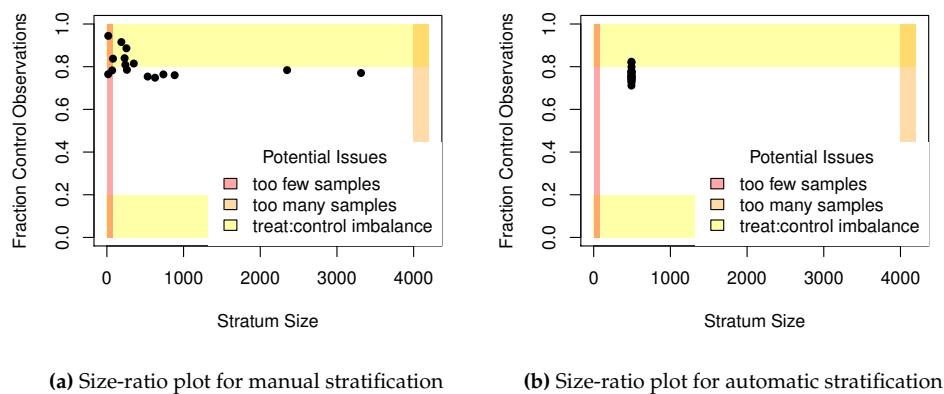 Fraction Control Observations
1.0
0.8
0.6
0.4
0.2
0.0
Potential Issues
too few samples
too many samples
treat:control imbalance
0 1000 2000 3000 4000
Stratum Size
(a) Size-ratio plot for manual stratification
Fraction Control Observations
1.0
0.8
0.6
0.4
0.2
0.0
Potential Issues
too few samples
too many samples
treat:control imbalance
0 1000 2000 3000 4000
Stratum Size
(b) Size-ratio plot for automatic stratification